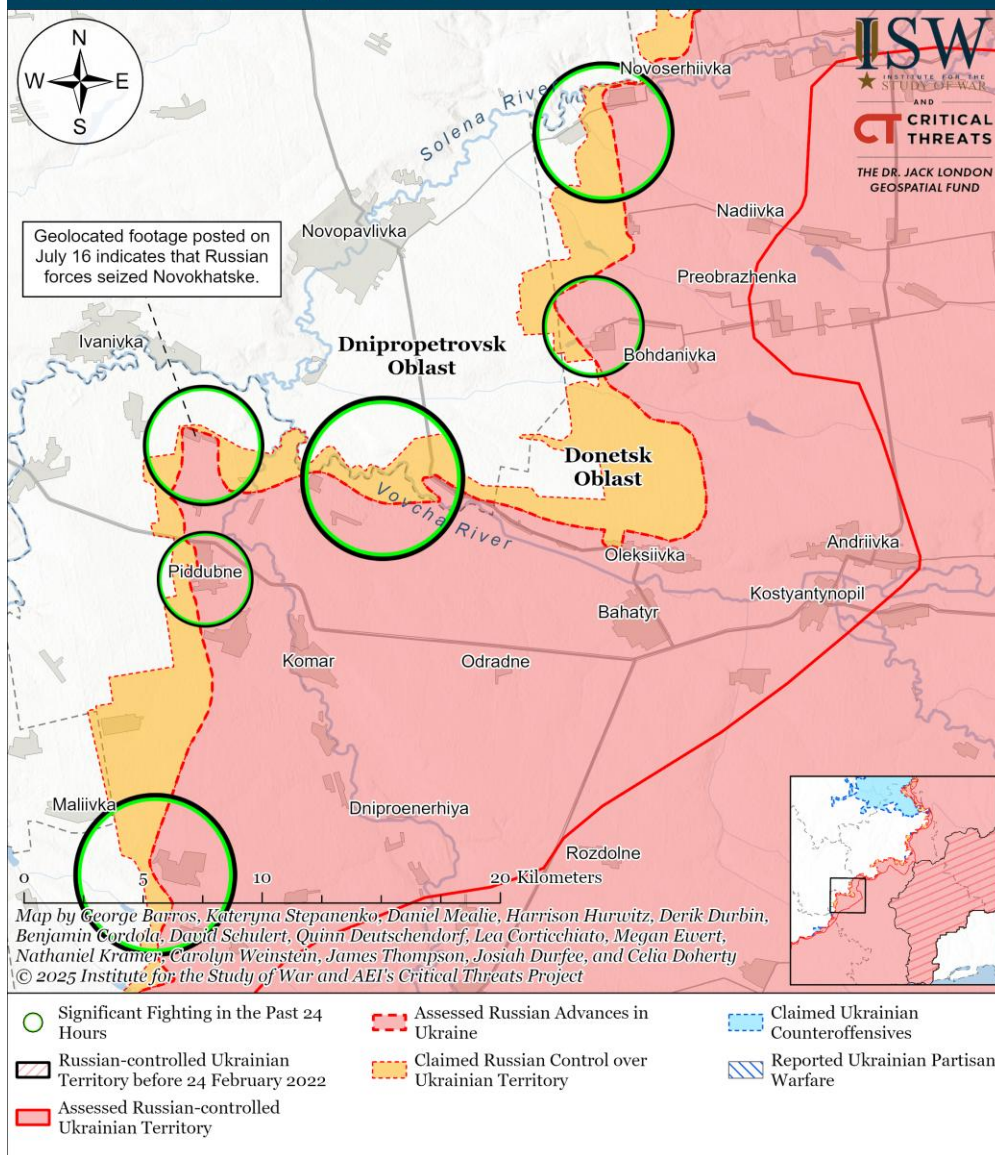 N
W E
S
ISW
INSTITUTE FOR THE
STUDY OF WAR
AND
CT CRITICAL
THREATS
THE DR. JACK LONDON
GEOSPATIAL FUND
Novoserhiivka
Solena River
Nadiivka
Novopavlivka
Geolocated footage posted on
July 16 indicates that Russian
forces seized Novokhatske.
Preobrazhenka
Ivanivka
Dnipropetrovsk
Oblast
Bohdanivka
Donetsk
Oblast
Vovcha River
Oleksiivka
Andriivka
Piddubne
Kostyantynopil
Bahatyr
Komar
Odradne
Maliivka
Dniproenerhiya
Rozdolne
0 5 10 20 Kilometers
Map by George Barros, Kateryna Stepanenko, Daniel Mealie, Harrison Hurwitz, Derik Durbin,
Benjamin Cordola, David Schulert, Quinn Deutschendorf, Lea Corticchiato, Megan Ewert,
Nathaniel Kramer, Carolyn Weinstein, James Thompson, Josiah Durfee, and Celia Doherty
© 2025 Institute for the Study of War and AEI's Critical Threats Project
Significant Fighting in the Past 24
Hours
Russian-controlled Ukrainian
Territory before 24 February 2022
Assessed Russian-controlled
Ukrainian Territory
Assessed Russian Advances in
Ukraine
Claimed Russian Control over
Ukrainian Territory
Claimed Ukrainian
Counteroffensives
Reported Ukrainian Partisan
Warfare